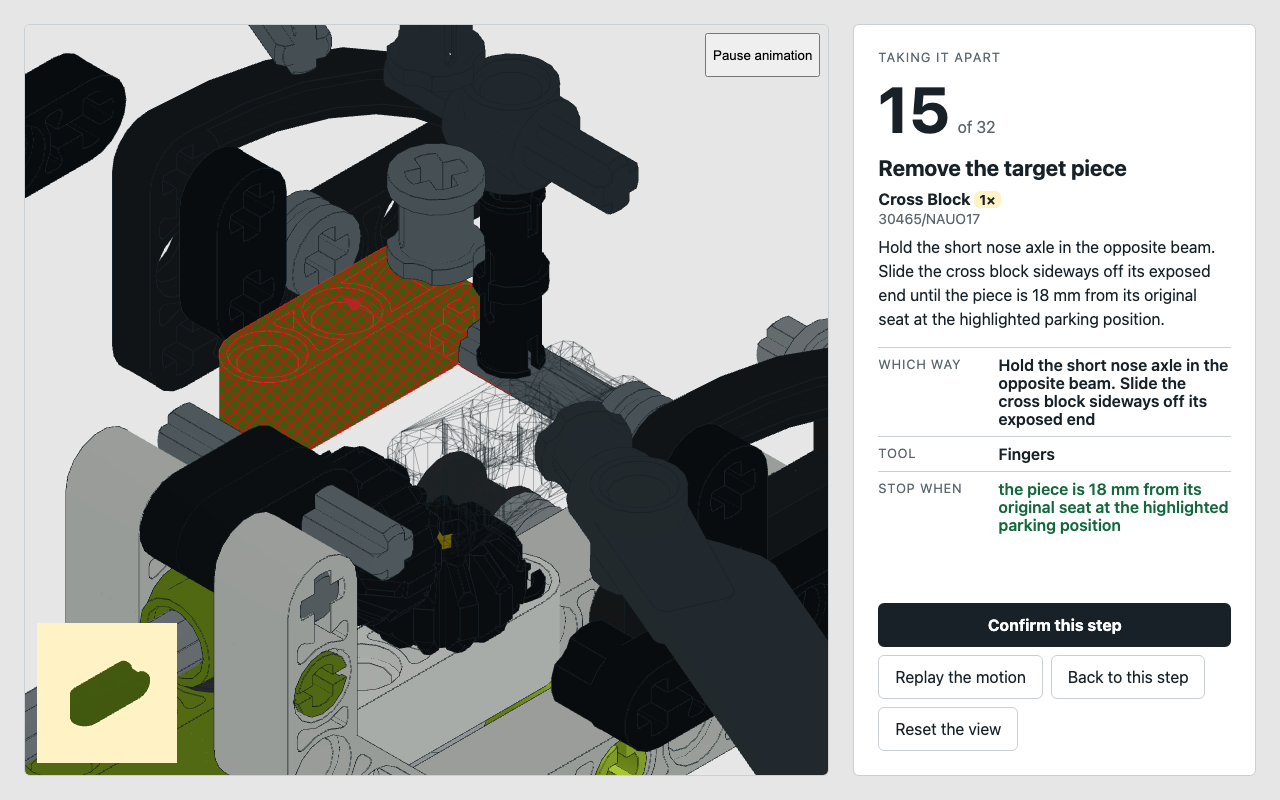 Pause animation
TAKING IT APART
15 of 32
Remove the target piece
Cross Block 1×
30465/NAUO17
Hold the short nose axle in the opposite beam.
Slide the cross block sideways off its exposed
end until the piece is 18 mm from its original
seat at the highlighted parking position.
WHICH WAY
Hold the short nose axle in the
opposite beam. Slide the
cross block sideways off its
exposed end
TOOL
Fingers
STOP WHEN
the piece is 18 mm from its
original seat at the highlighted
parking position
Confirm this step
Replay the motion
Back to this step
Reset the view